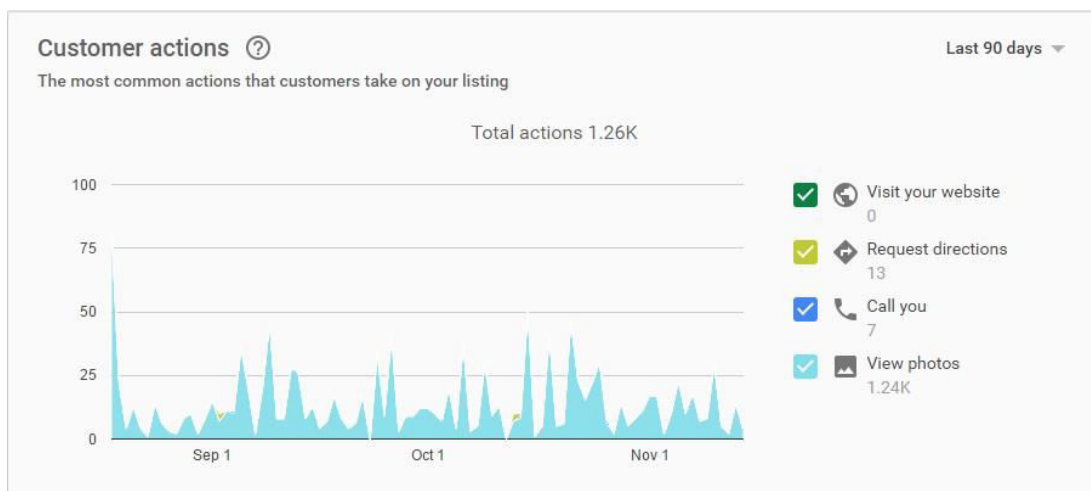 Customer actions ?
Last 90 days
The most common actions that customers take on your listing
Total actions 1.26K
100
75
50
25
0
Sep 1
Oct 1
Nov 1
Visit your website
0
Request directions
13
Call you
7
View photos
1.24K